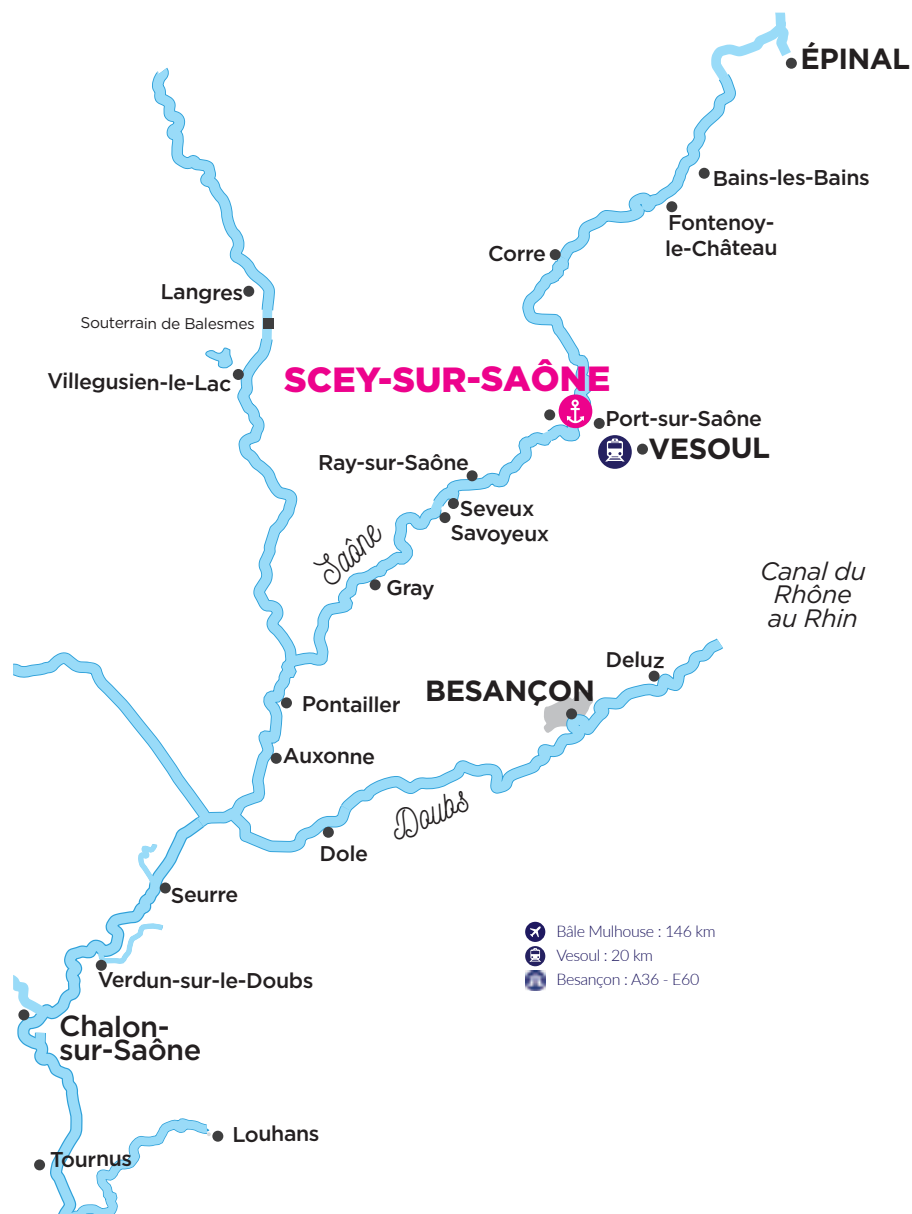 ÉPINAL
Bains-les-Bains
Fontenoy-
le-Château
Corre
Langres
Souterrain de Balesmes
Villegusien-le-Lac
SCEY-SUR-SAÔNE
Port-sur-Saône
VESOUL
Ray-sur-Saône
Seveux
Savoyeux
Saône
Gray
Canal du
Rhône
au Rhin
Deluz
BESANÇON
Pontailler
Auxonne
Doubs
Dole
Seurre
Bâle Mulhouse : 146 km
Vesoul : 20 km
Besançon : A36 - E60
Verdun-sur-le-Doubs
Chalon-
sur-Saône
Louhans
Tournus